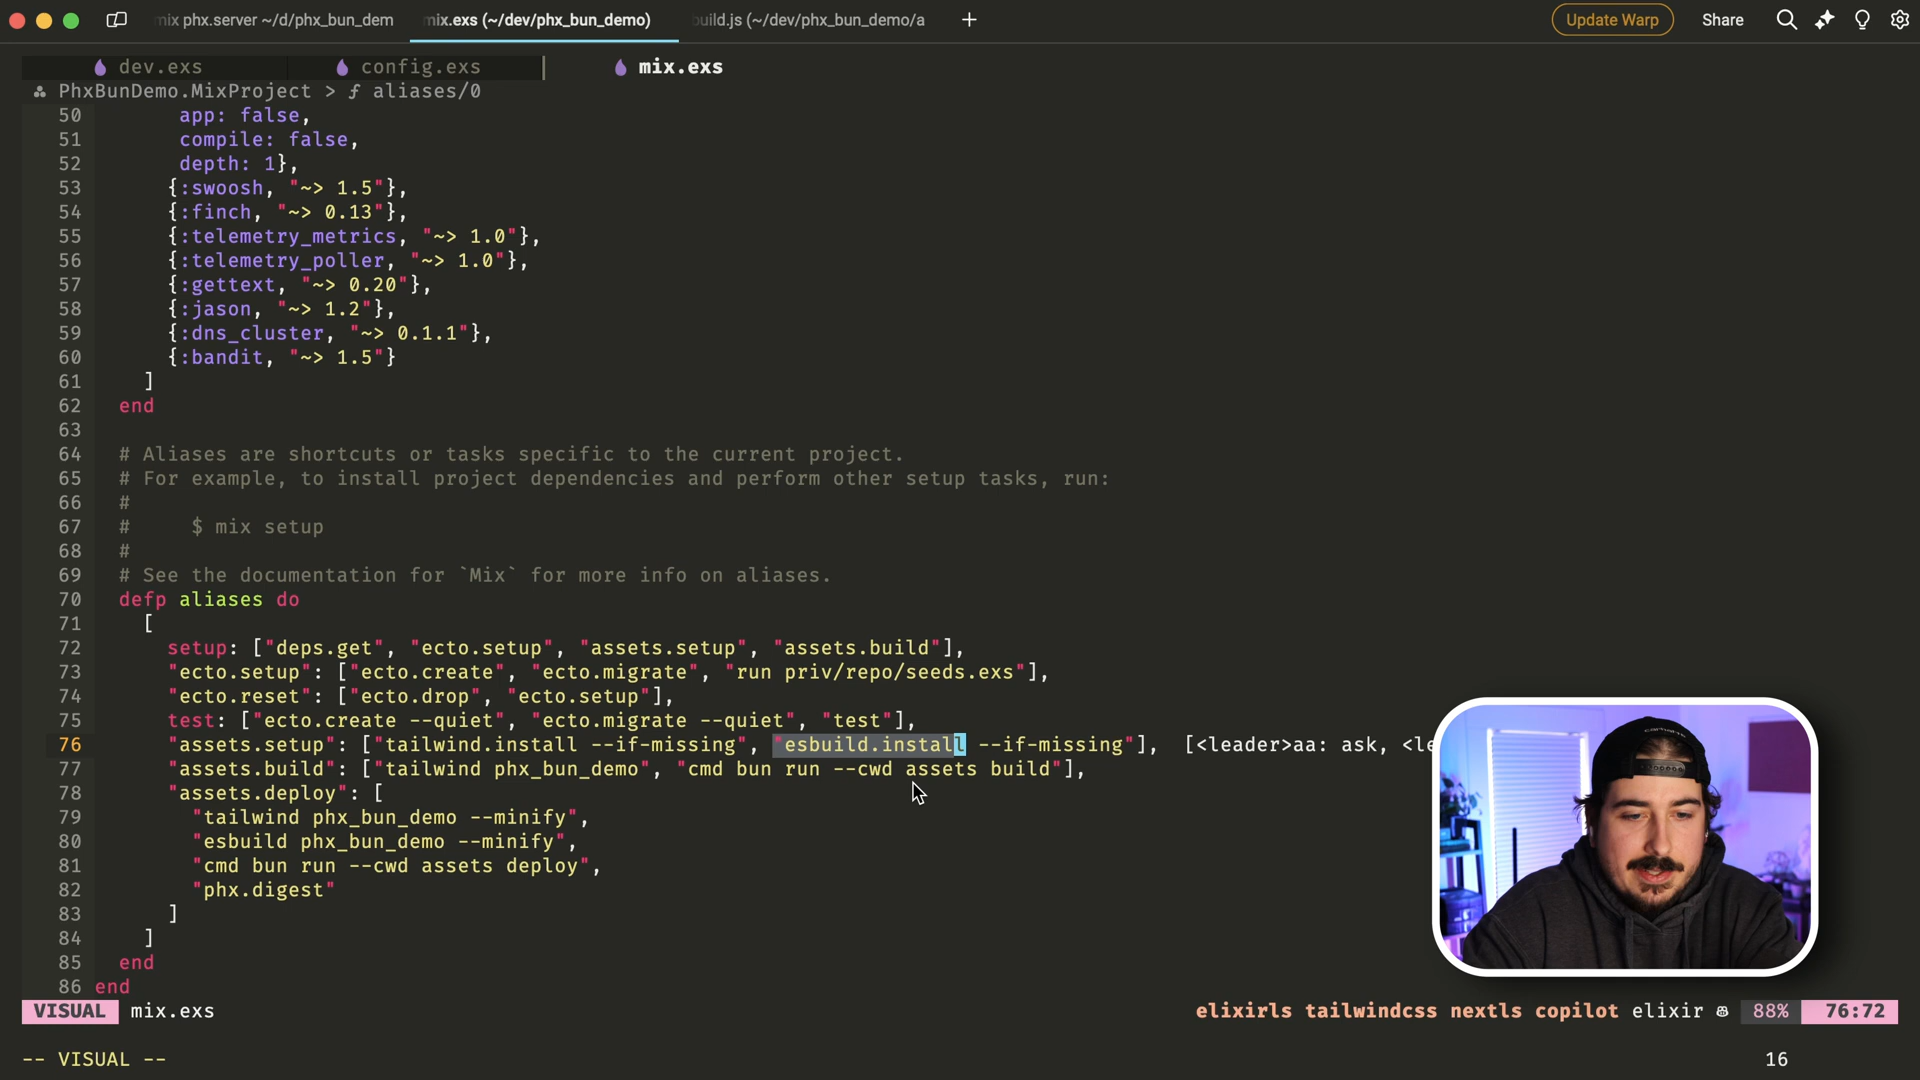 mix phx.server ~/d/phx_bun_dem
mix.exs (~/dev/phx_bun_demo)
build.js (~/dev/phx_bun_demo/a
+
Update Warp
Share
dev.exs
config.exs
mix.exs
PhxBunDemo.MixProject > ƒ aliases/0
50 app: false,
51 compile: false,
52 depth: 1},
53 {:swoosh, "~> 1.5"},
54 {:finch, "~> 0.13"},
55 {:telemetry_metrics, "~> 1.0"},
56 {:telemetry_poller, "~> 1.0"},
57 {:gettext, "~> 0.20"},
58 {:jason, "~> 1.2"},
59 {:dns_cluster, "~> 0.1.1"},
60 {:bandit, "~> 1.5"}
61 ]
62 end
63
64 # Aliases are shortcuts or tasks specific to the current project.
65 # For example, to install project dependencies and perform other setup tasks, run:
66 #
67 # $ mix setup
68 #
69 # See the documentation for `Mix` for more info on aliases.
70 defp aliases do
71 [
72 setup: ["deps.get", "ecto.setup", "assets.setup", "assets.build"],
73 "ecto.setup": ["ecto.create", "ecto.migrate", "run priv/repo/seeds.exs"],
74 "ecto.reset": ["ecto.drop", "ecto.setup"],
75 test: ["ecto.create --quiet", "ecto.migrate --quiet", "test"],
76 "assets.setup": ["tailwind.install --if-missing", "esbuild.install --if-missing"], [<leader>aa: ask, <le
77 "assets.build": ["tailwind phx_bun_demo", "cmd bun run --cwd assets build"],
78 "assets.deploy": [
79 "tailwind phx_bun_demo --minify",
80 "esbuild phx_bun_demo --minify",
81 "cmd bun run --cwd assets deploy",
82 "phx.digest"
83 ]
84 ]
85 end
86 end
VISUAL mix.exs
elixirls tailwindcss nextls copilot elixir 88% 76:72
-- VISUAL --
16